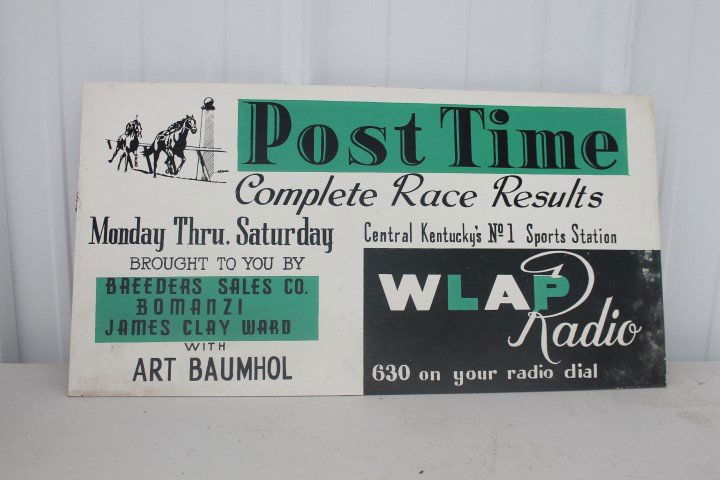 Post Time
Complete Race Results
Monday Thru. Saturday
BROUGHT TO YOU BY
BREEDERS SALES CO.
BOMANZI
JAMES CLAY WARD
WITH
ART BAUMHOL
Central Kentucky's No 1 Sports Station
WLAP
Radio
630 on your radio dial